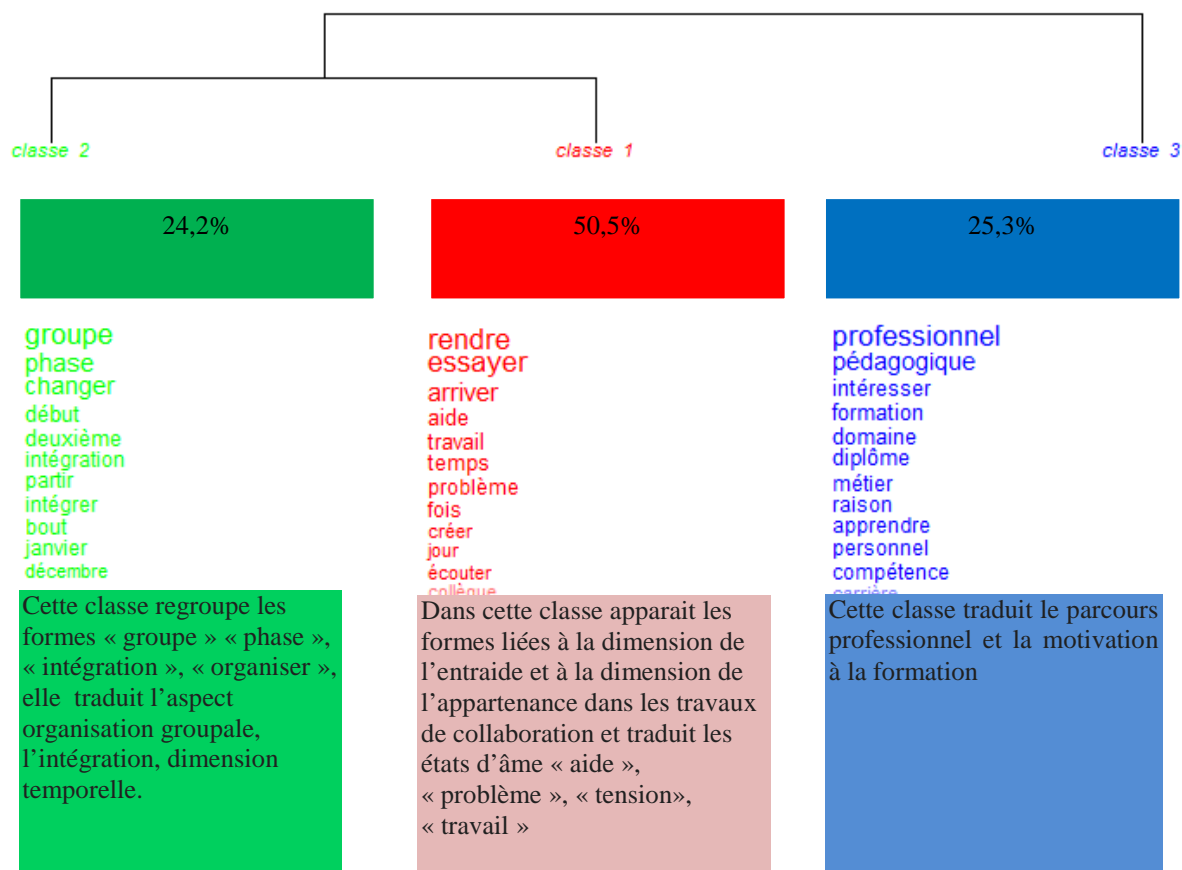 classe 2
classe 1
classe 3
24,2%
50,5%
25,3%
groupe
phase
changer
début
deuxième
intégration
partir
intégrer
bout
janvier
décembre
rendre
essayer
arriver
aide
travail
temps
problème
fois
créer
jour
écouter
collègue
professionnel
pédagogique
intéresser
formation
domaine
diplôme
métier
raison
apprendre
personnel
compétence
carrière
Cette classe regroupe les
formes « groupe » « phase »,
« intégration », « organiser »,
elle traduit l’aspect
organisation groupale,
l’intégration, dimension
temporelle.
Dans cette classe apparait les
formes liées à la dimension de
l’entraide et à la dimension de
l’appartenance dans les travaux
de collaboration et traduit les
états d’âme « aide »,
« problème », « tension»,
« travail »
Cette classe traduit le parcours
professionnel et la motivation
à la formation